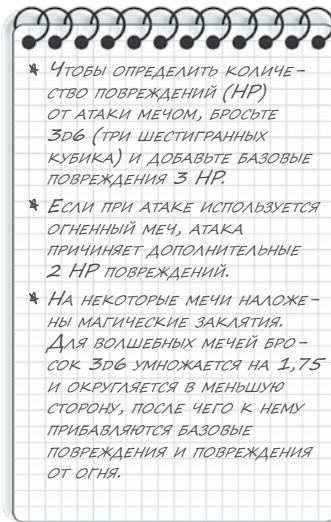 Чтобы определить количе-
ство повреждений (HP)
от атаки мечом, бросьте
3d6 (три шестигранных
кубика) и добавьте базовые
повреждения 3 HP.
Если при атаке используется
огненный меч, атака
причиняет дополнительные
2 HP повреждений.
На некоторые мечи наложе-
ны магические заклятия.
Для волшебных мечей бро-
сок 3d6 умножается на 1,75
и округляется в меньшую
сторону, после чего к нему
прибавляются базовые
повреждения и повреждения
от огня.